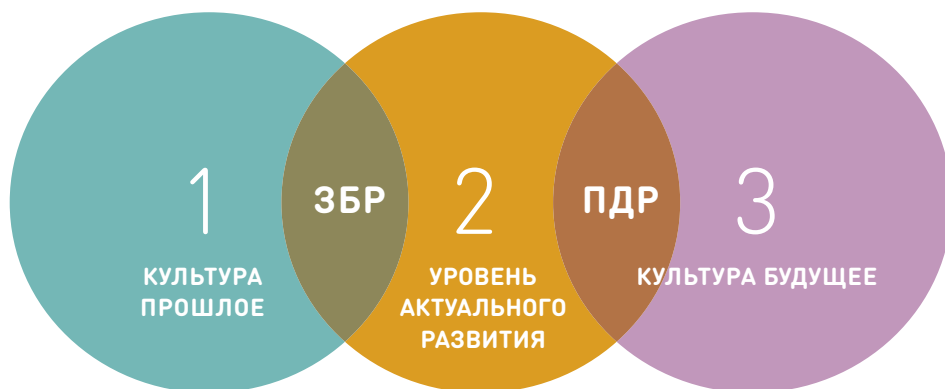 1
КУЛЬТУРА
ПРОШЛОЕ
ЗБР
2
УРОВЕНЬ
АКТУАЛЬНОГО
РАЗВИТИЯ
ПДР
3
КУЛЬТУРА БУДУЩЕЕ